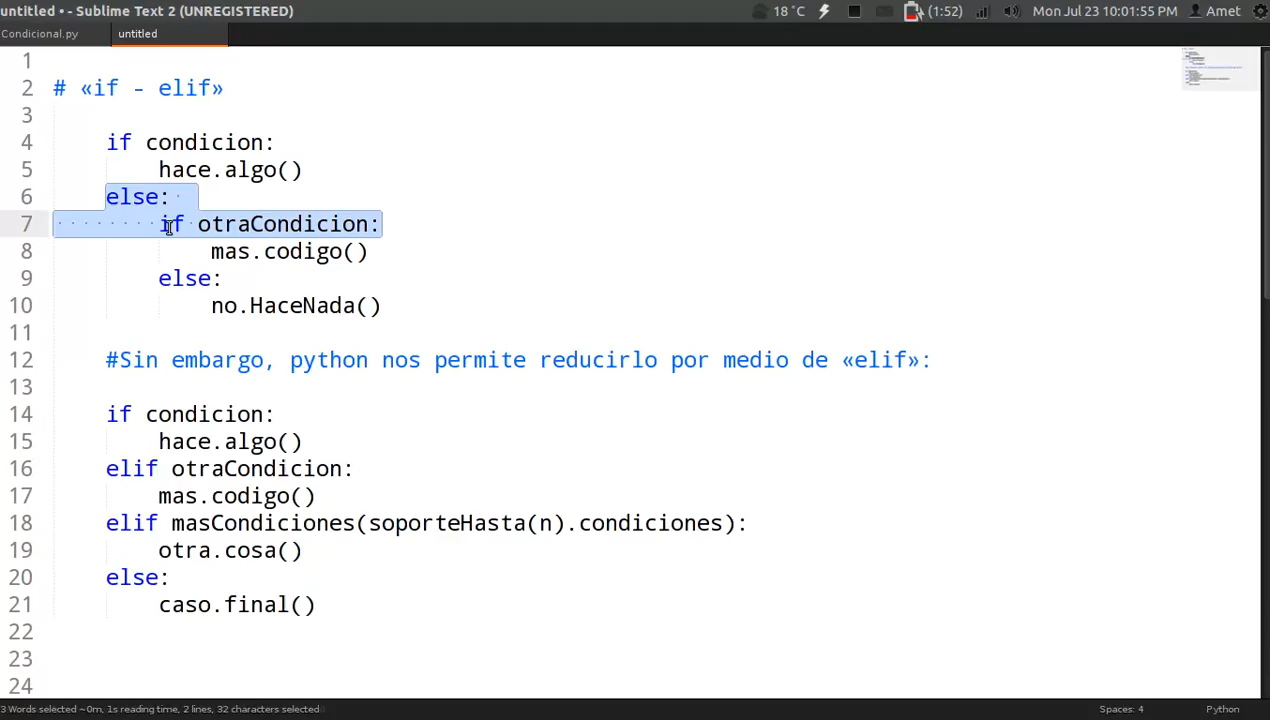 untitled • - Sublime Text 2 (UNREGISTERED) 18 °C (1:52) Mon Jul 23 10:01:55 PM Amet
Condicional.py untitled
1
2 # «if - elif»
3
4 if condicion:
5 hace.algo()
6 else:
7 if otraCondicion:
8 mas.codigo()
9 else:
10 no.HaceNada()
11
12 #Sin embargo, python nos permite reducirlo por medio de «elif»:
13
14 if condicion:
15 hace.algo()
16 elif otraCondicion:
17 mas.codigo()
18 elif masCondiciones(soporteHasta(n).condiciones):
19 otra.cosa()
20 else:
21 caso.final()
22
23
24
3 Words selected ~0m, 1s reading time, 2 lines, 32 characters selected Spaces: 4 Python